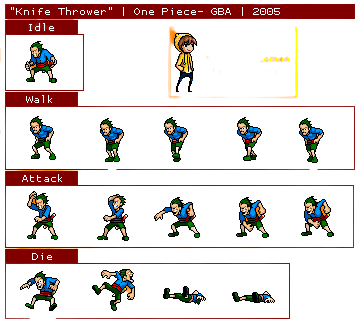 "Knife Thrower" | One Piece- GBA | 2005
Idle
Walk
Attack
Die